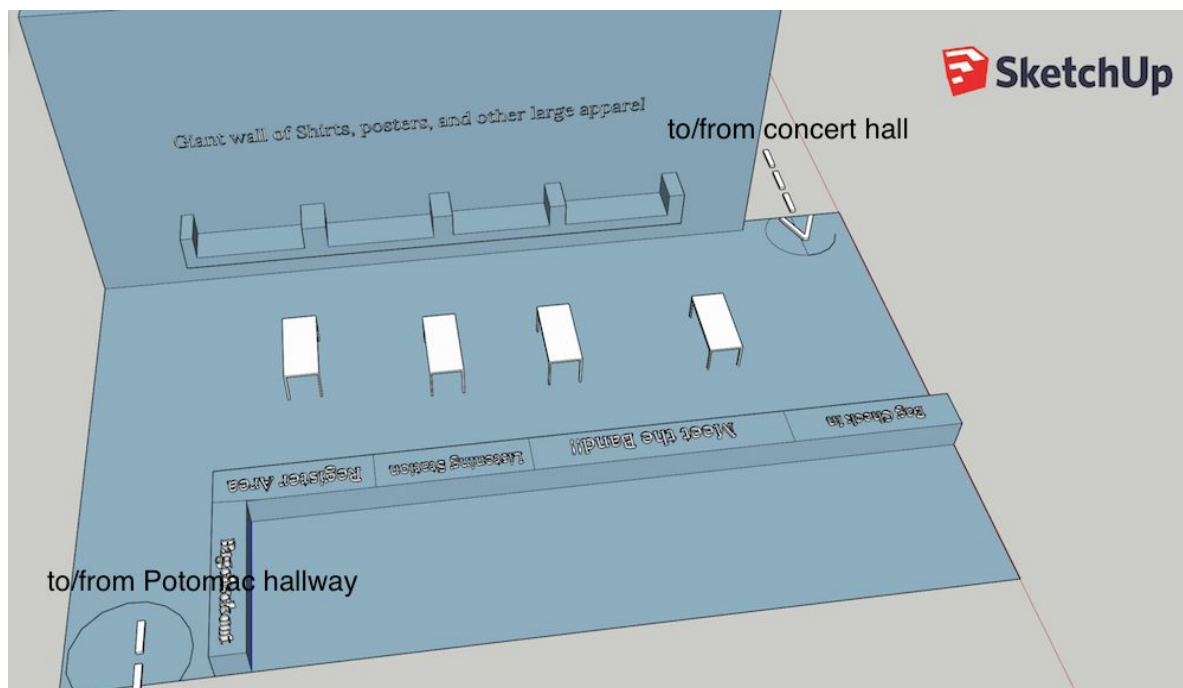 SketchUp
Giant wall of Shirts, posters, and other large apparel
to/from concert hall
Bag Check in
Meet the Band!!
Listening Station
Register Area
to/from Potomac hallway